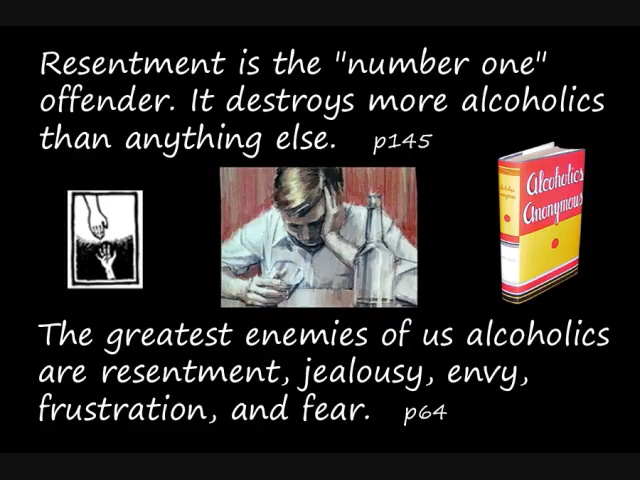 Resentment is the "number one"
offender. It destroys more alcoholics
than anything else. p145
Alcoholics
Anonymous
The greatest enemies of us alcoholics
are resentment, jealousy, envy,
frustration, and fear. p64